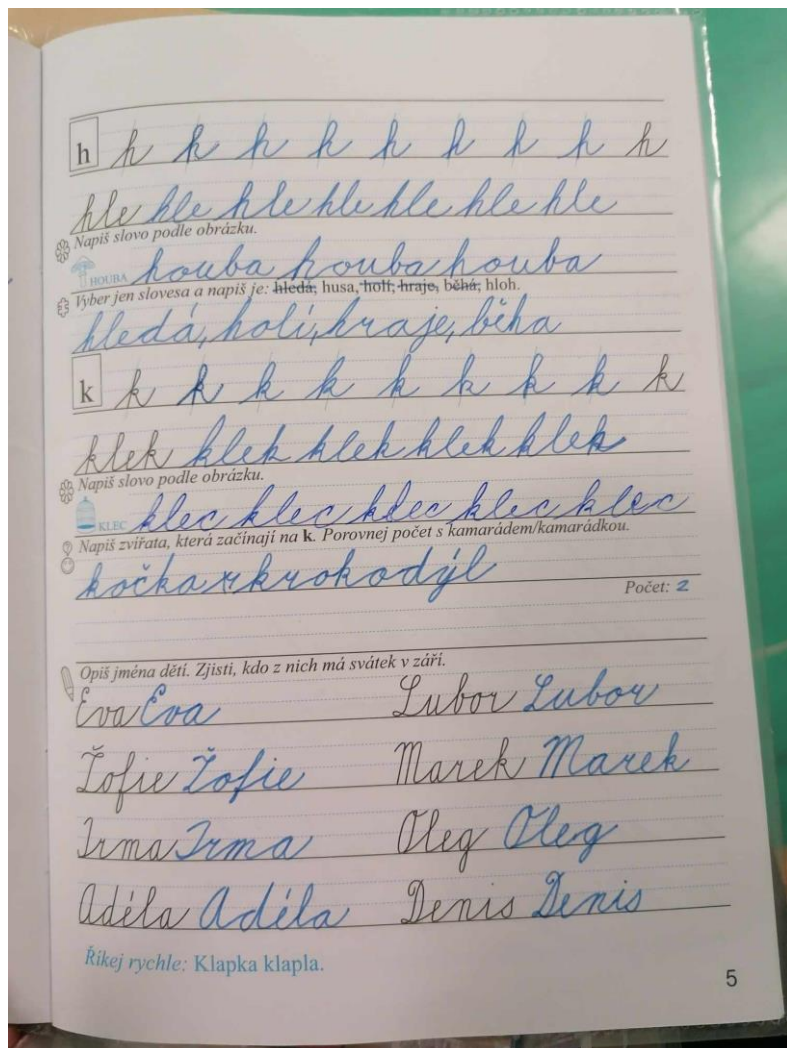 h h h h h h h h h h
hle hle hle hle hle hle hle
Napiš slovo podle obrázku.
HOUBA houba houba houba
Vyber jen slovesa a napiš je: hledá, husa, holí, hraje, běhá, hloh.
hledá, holí, hraje, běha
k k k k k k k k k k
klek klek klek klek klek
Napiš slovo podle obrázku.
KLEC klec klec klec klec klec
Napiš zvířata, která začínají na k. Porovnej počet s kamarádem/kamarádkou.
kočka krokodýl
Počet: 2
Opiš jména dětí. Zjisti, kdo z nich má svátek v září.
Eva Eva Lubor Lubor
Žofie Žofie Marek Marek
Irma Irma Oleg Oleg
Adéla Adéla Denis Denis
Říkej rychle: Klapka klapla.
5